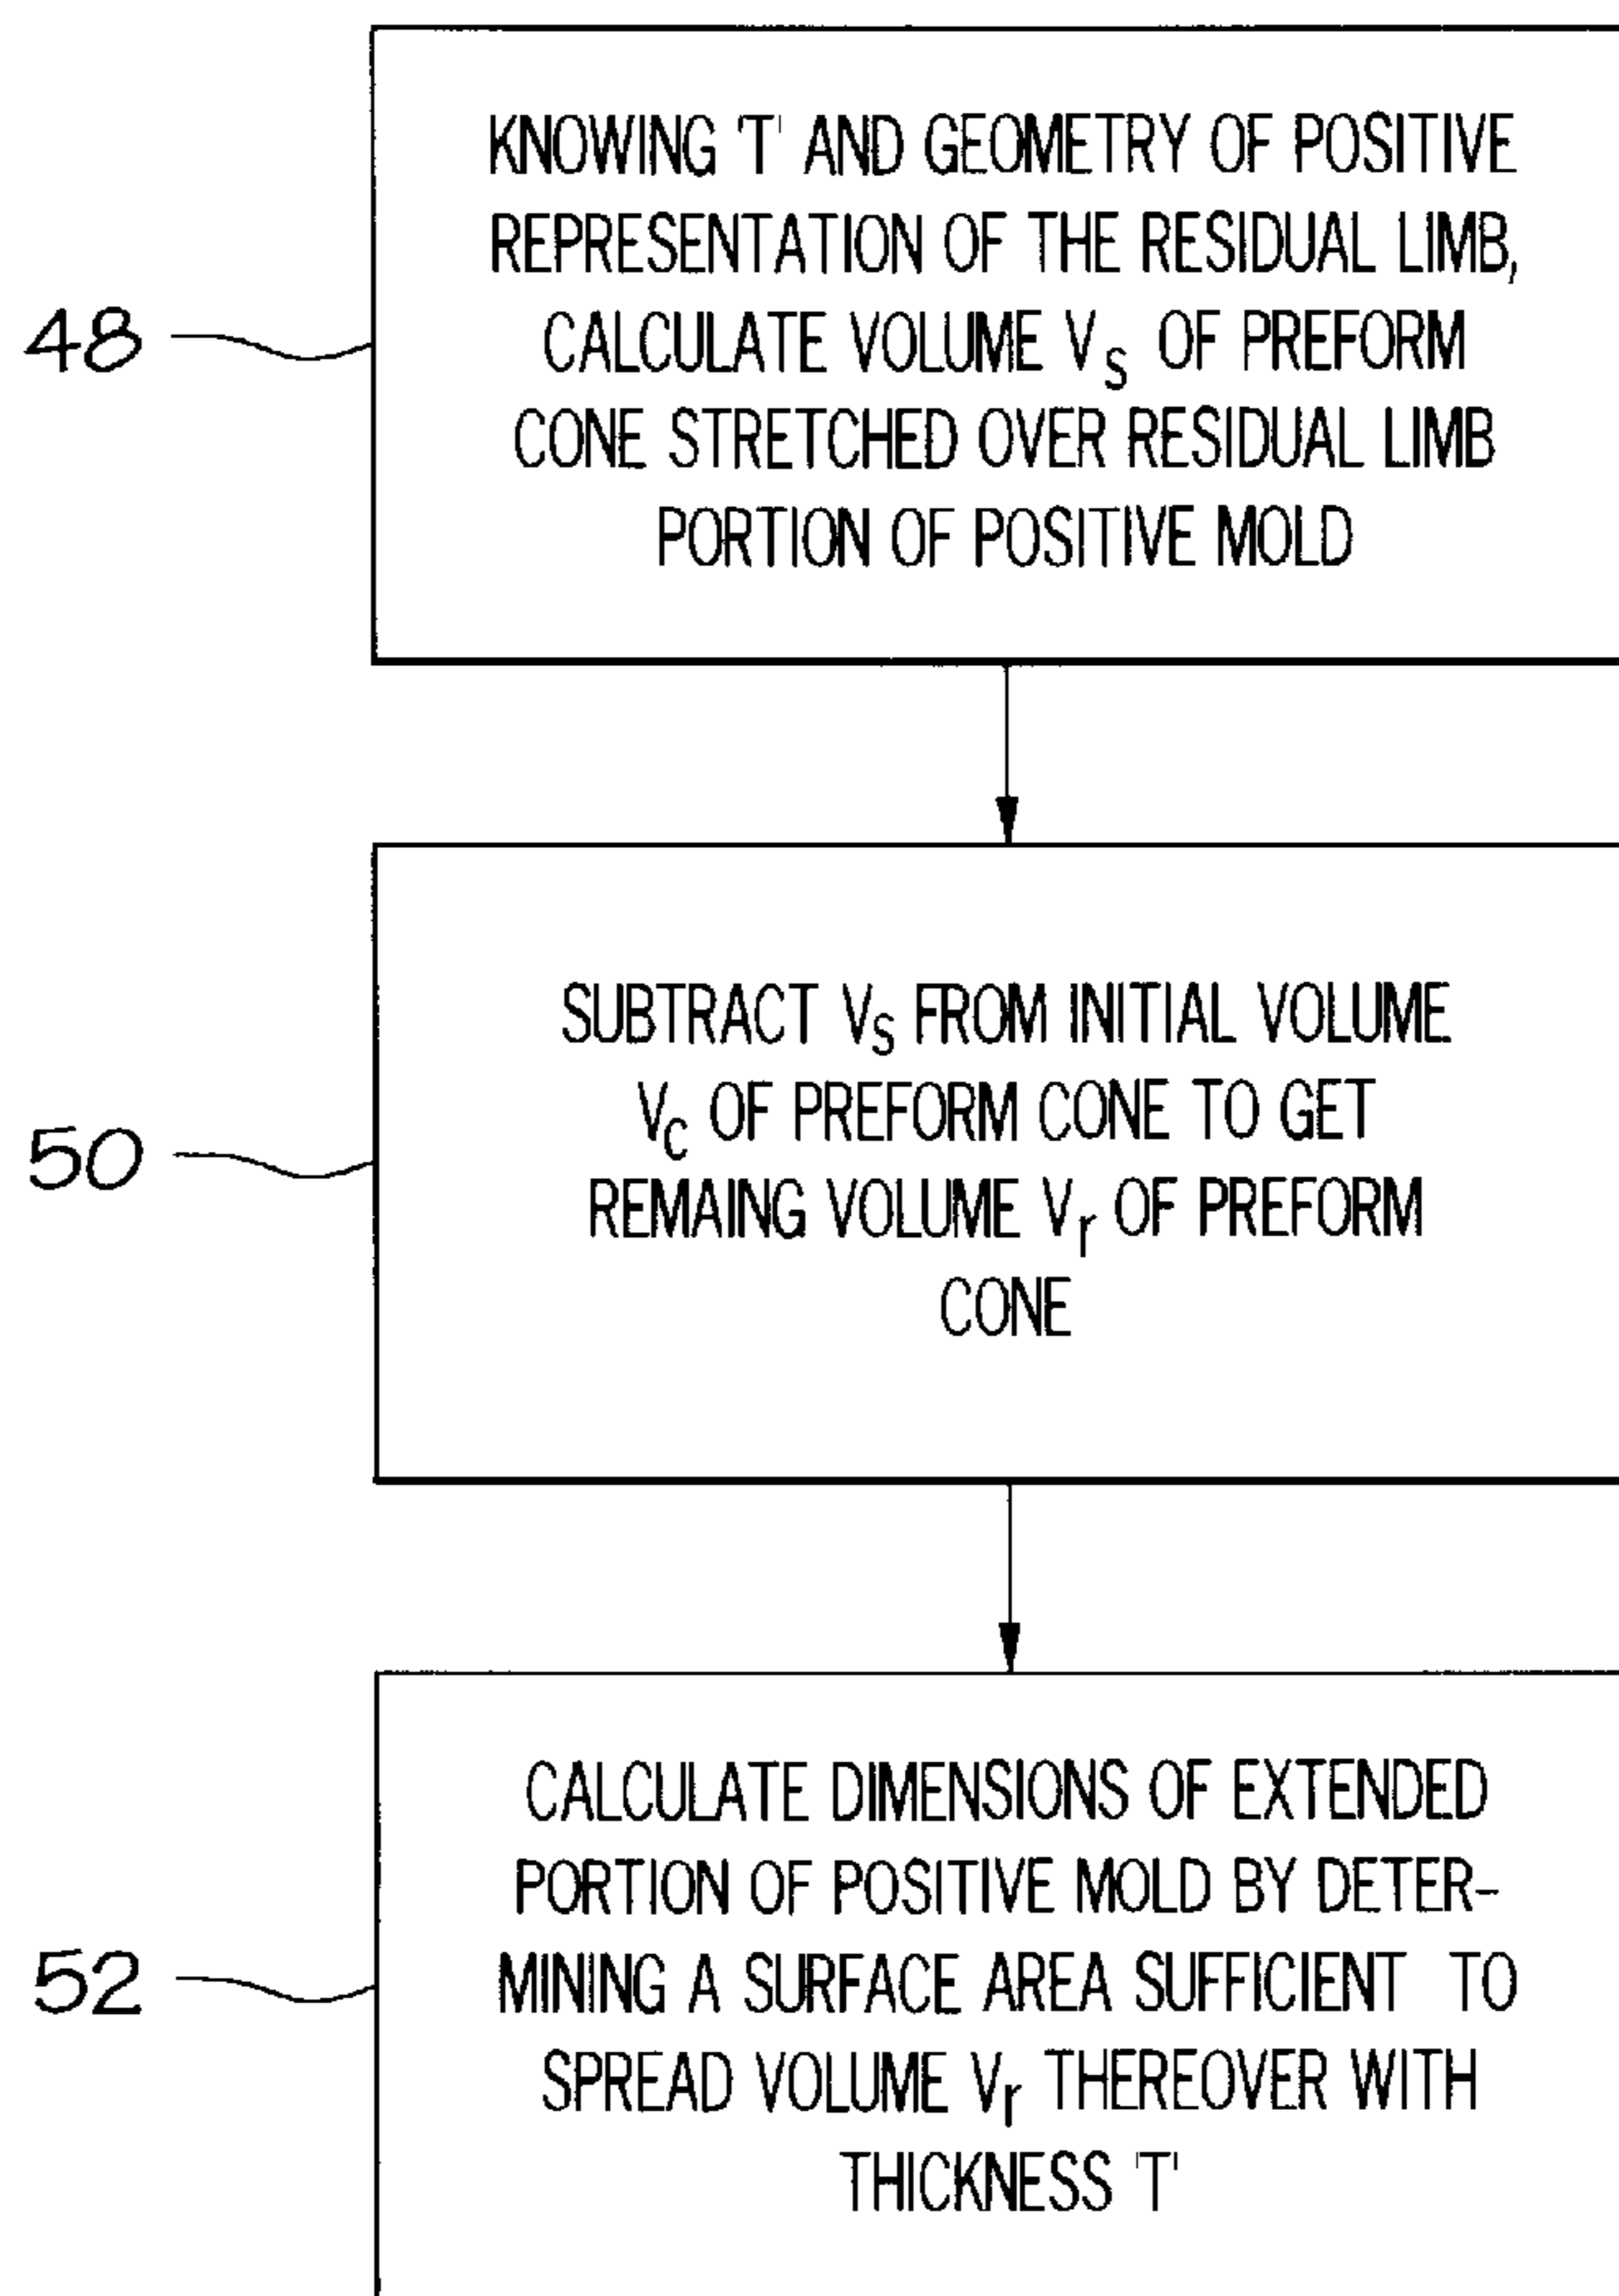 KNOWING 'T' AND GEOMETRY OF POSITIVE
REPRESENTATION OF THE RESIDUAL LIMB,
CALCULATE VOLUME Vs OF PREFORM
CONE STRETCHED OVER RESIDUAL LIMB
PORTION OF POSITIVE MOLD
48
SUBTRACT Vs FROM INITIAL VOLUME
Vc OF PREFORM CONE TO GET
REMAING VOLUME Vr OF PREFORM
CONE
50
CALCULATE DIMENSIONS OF EXTENDED
PORTION OF POSITIVE MOLD BY DETER-
MINING A SURFACE AREA SUFFICIENT TO
SPREAD VOLUME Vr THEREOVER WITH
THICKNESS 'T'
52